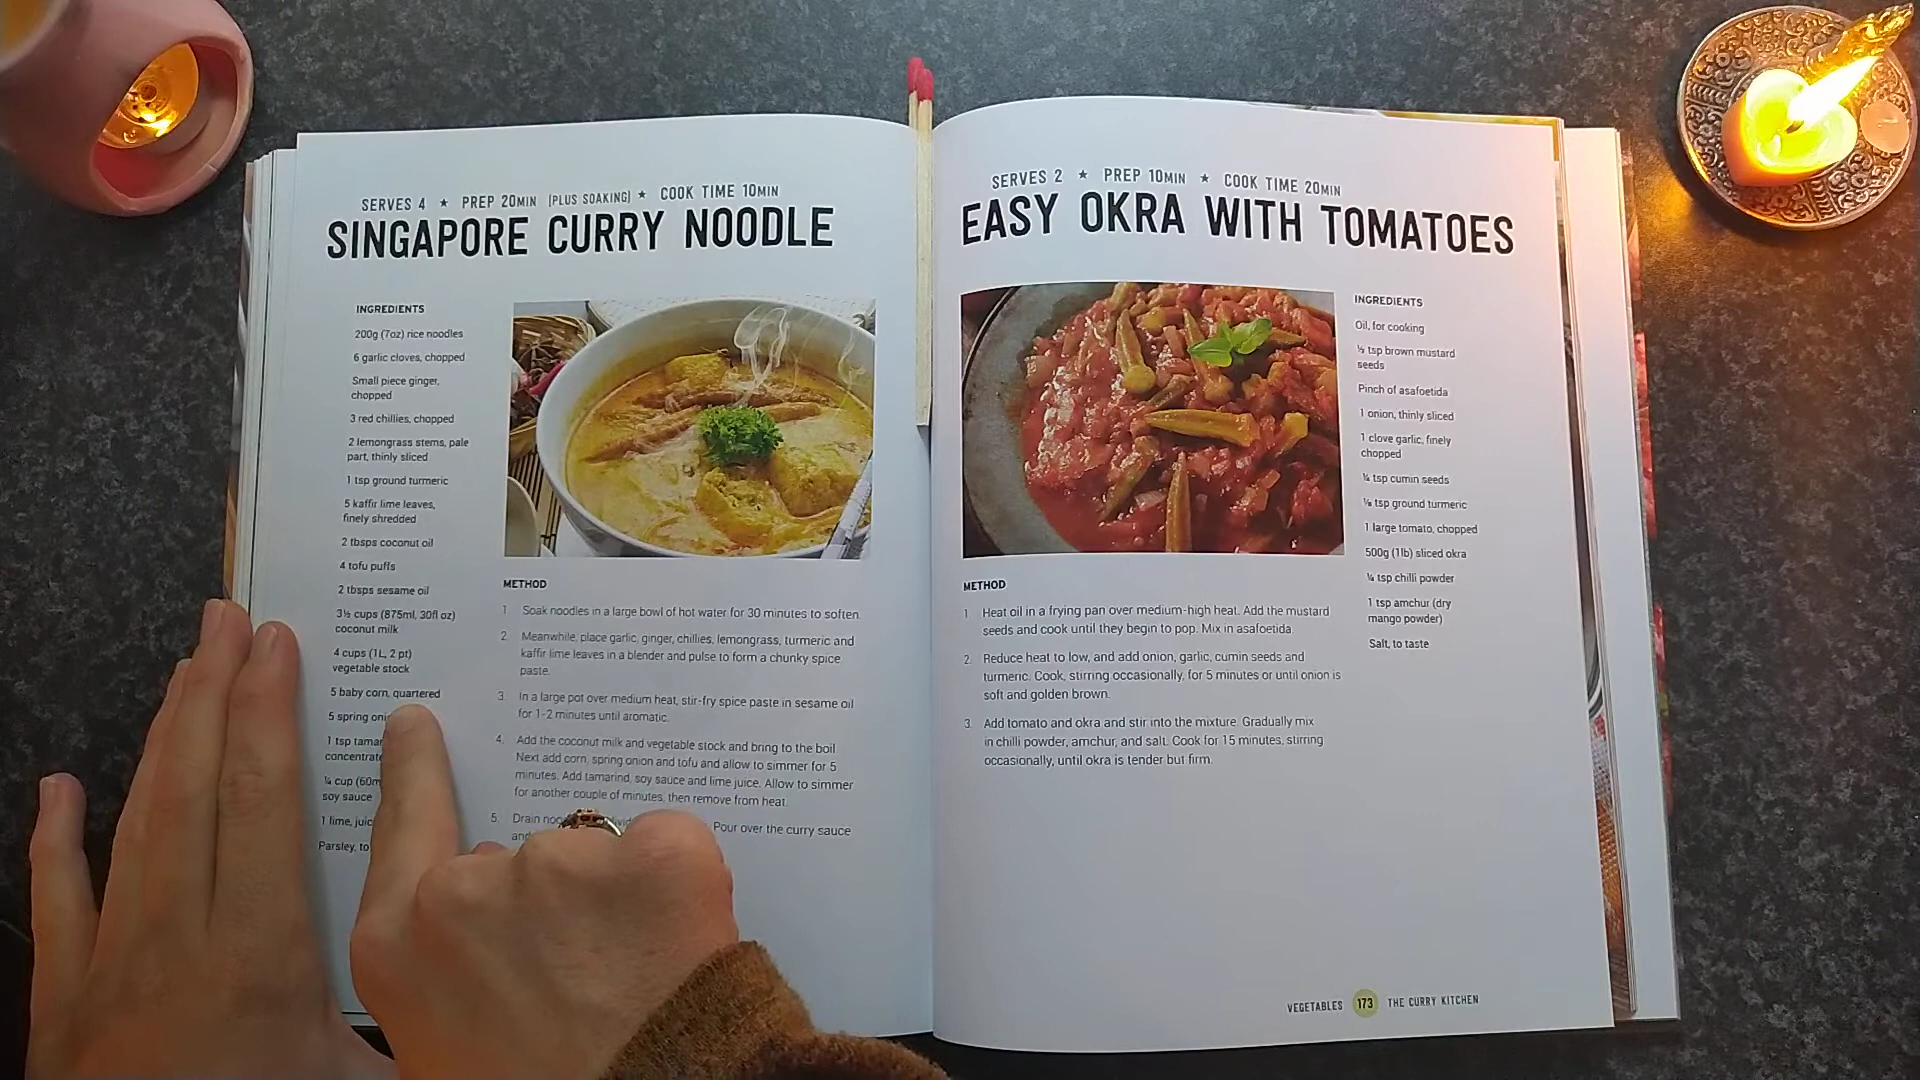 SERVES 4 ★ PREP 20MIN (PLUS SOAKING) ★ COOK TIME 10MIN
SINGAPORE CURRY NOODLE
INGREDIENTS
200g (7oz) rice noodles
6 garlic cloves, chopped
Small piece ginger,
chopped
3 red chillies, chopped
2 lemongrass stems, pale
part, thinly sliced
1 tsp ground turmeric
5 kaffir lime leaves,
finely shredded
2 tbsps coconut oil
4 tofu puffs
2 tbsps sesame oil
3½ cups (875ml, 30fl oz)
coconut milk
4 cups (1L, 2 pt)
vegetable stock
5 baby corn, quartered
5 spring
1 tsp
concentrate
¼ cup
soy sauce
1 lime,
Parsley, to
METHOD
1 Soak noodles in a large bowl of hot water for 30 minutes to soften.
2. Meanwhile, place garlic, ginger, chillies, lemongrass, turmeric and
kaffir lime leaves in a blender and pulse to form a chunky spice
paste.
3. In a large pot over medium heat, stir-fry spice paste in sesame oil
for 1-2 minutes until aromatic.
4. Add the coconut milk and vegetable stock and bring to the boil.
Next add corn, spring onion and tofu and allow to simmer for 5
minutes. Add tamarind, soy sauce and lime juice. Allow to simmer
for another couple of minutes, then remove from heat.
5. Drain Pour over the curry sauce
SERVES 2 ★ PREP 10MIN ★ COOK TIME 20MIN
EASY OKRA WITH TOMATOES
INGREDIENTS
Oil, for cooking
½ tsp brown mustard
seeds
Pinch of asafoetida
1 onion, thinly sliced
1 clove garlic, finely
chopped
¼ tsp cumin seeds
⅛ tsp ground turmeric
1 large tomato, chopped
500g (1lb) sliced okra
¼ tsp chilli powder
1 tsp amchur (dry
mango powder)
Salt, to taste
METHOD
1 Heat oil in a frying pan over medium-high heat. Add the mustard
seeds and cook until they begin to pop. Mix in asafoetida.
2. Reduce heat to low, and add onion, garlic, cumin seeds and
turmeric. Cook, stirring occasionally, for 5 minutes or until onion is
soft and golden brown.
3. Add tomato and okra and stir into the mixture. Gradually mix
in chilli powder, amchur, and salt. Cook for 15 minutes, stirring
occasionally, until okra is tender but firm.
VEGETABLES 173 THE CURRY KITCHEN